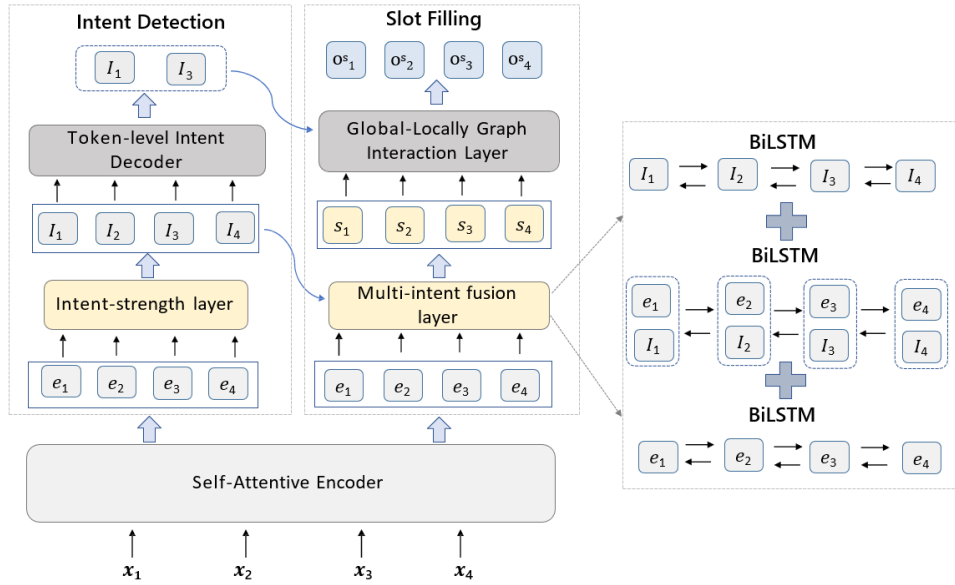 Intent Detection
I₁ I₃
Token-level Intent
Decoder
I₁ I₂ I₃ I₄
Intent-strength layer
e₁ e₂ e₃ e₄
Slot Filling
oˢ₁ oˢ₂ oˢ₃ oˢ₄
Global-Locally Graph
Interaction Layer
s₁ s₂ s₃ s₄
Multi-intent fusion
layer
e₁ e₂ e₃ e₄
Self-Attentive Encoder
x₁ x₂ x₃ x₄
BiLSTM
I₁ I₂ I₃ I₄
BiLSTM
e₁ e₂ e₃ e₄
I₁ I₂ I₃ I₄
BiLSTM
e₁ e₂ e₃ e₄